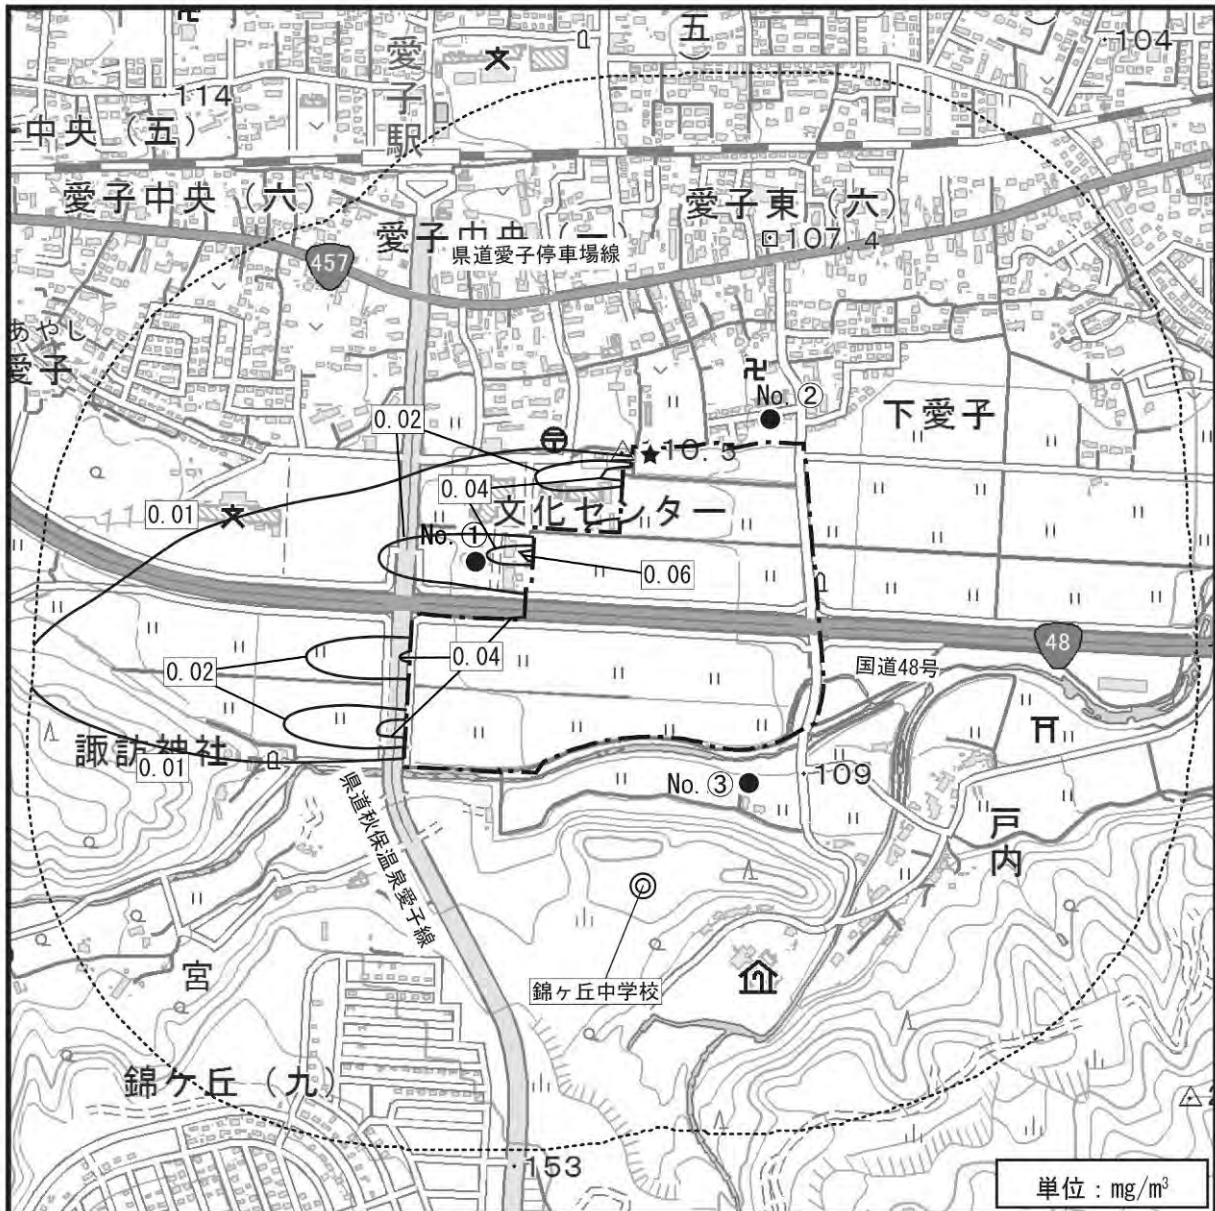 五
104
愛子駅
114
中央（五）
愛子中央（六）
愛子東（六）
107.4
愛子中央（一）
県道愛子停車場線
457
あやし
愛子
No.②
下愛子
0.02
10.5
0.04
文化センター
0.01
No.①
0.06
48
国道48号
0.04
0.02
諏訪神社
0.01
No.③
109
戸内
県道秋保温泉愛子線
宮
錦ヶ丘中学校
錦ケ丘（九）
153
単位：mg/m³